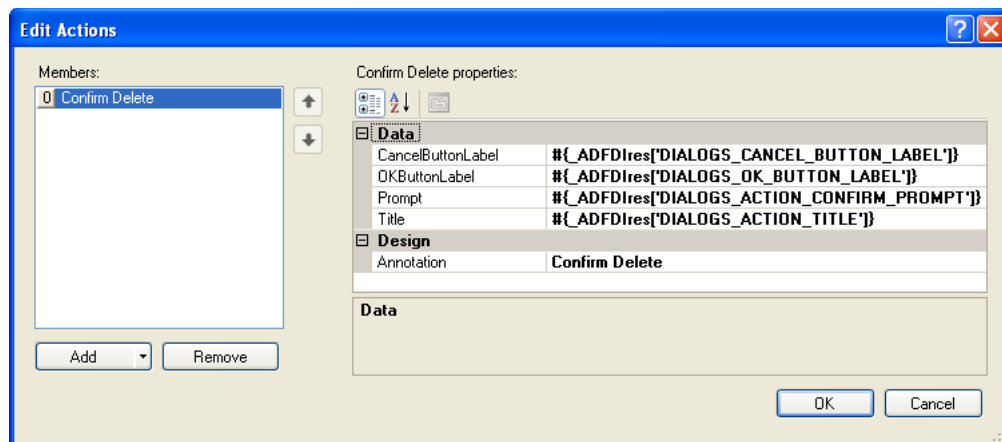 Edit Actions
Members:
0 Confirm Delete
Add
Remove
Confirm Delete properties:
Data
CancelButtonLabel #{_ADFDIres['DIALOGS_CANCEL_BUTTON_LABEL']}
OKButtonLabel #{_ADFDIres['DIALOGS_OK_BUTTON_LABEL']}
Prompt #{_ADFDIres['DIALOGS_ACTION_CONFIRM_PROMPT']}
Title #{_ADFDIres['DIALOGS_ACTION_TITLE']}
Design
Annotation Confirm Delete
Data
OK
Cancel